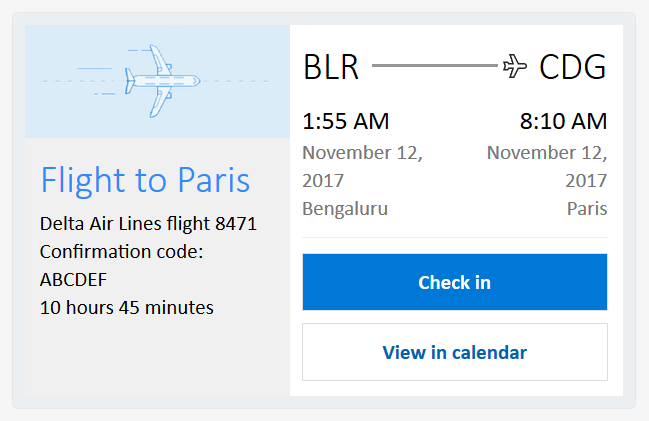 Flight to Paris
Delta Air Lines flight 8471
Confirmation code:
ABCDEF
10 hours 45 minutes
BLR CDG
1:55 AM 8:10 AM
November 12, November 12,
2017 2017
Bengaluru Paris
Check in
View in calendar